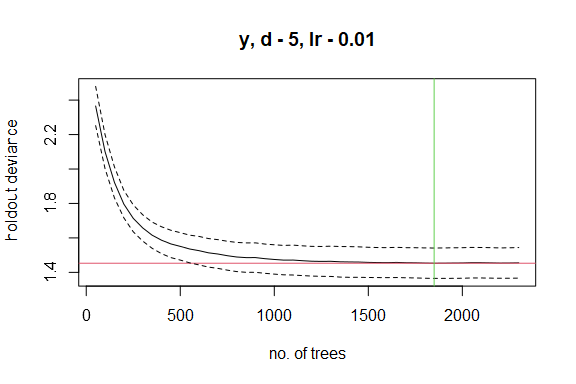 y, d - 5, lr - 0.01
holdout deviance
1.4
1.8
2.2
0
500
1000
1500
2000
no. of trees